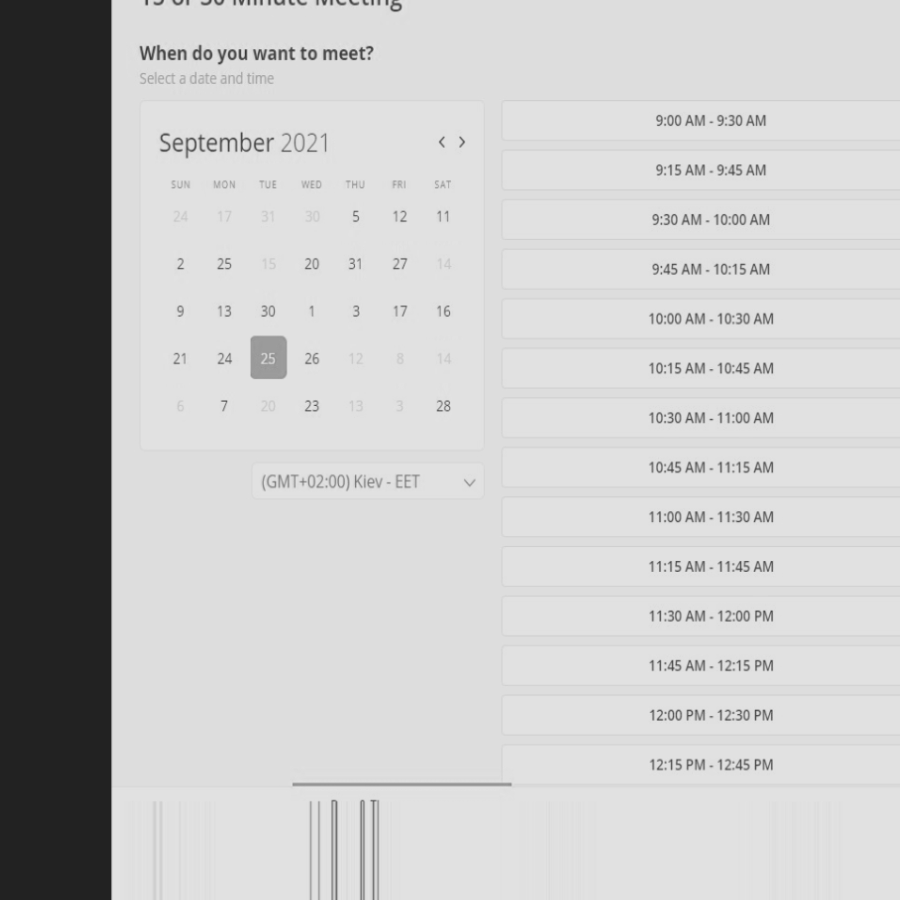 15 or 30 Minute Meeting
When do you want to meet?
Select a date and time
September 2021
SUN MON TUE WED THU FRI SAT
24 17 31 30 5 12 11
2 25 15 20 31 27 14
9 13 30 1 3 17 16
21 24 25 26 12 8 14
6 7 20 23 13 3 28
(GMT+02:00) Kiev - EET
9:00 AM - 9:30 AM
9:15 AM - 9:45 AM
9:30 AM - 10:00 AM
9:45 AM - 10:15 AM
10:00 AM - 10:30 AM
10:15 AM - 10:45 AM
10:30 AM - 11:00 AM
10:45 AM - 11:15 AM
11:00 AM - 11:30 AM
11:15 AM - 11:45 AM
11:30 AM - 12:00 PM
11:45 AM - 12:15 PM
12:00 PM - 12:30 PM
12:15 PM - 12:45 PM